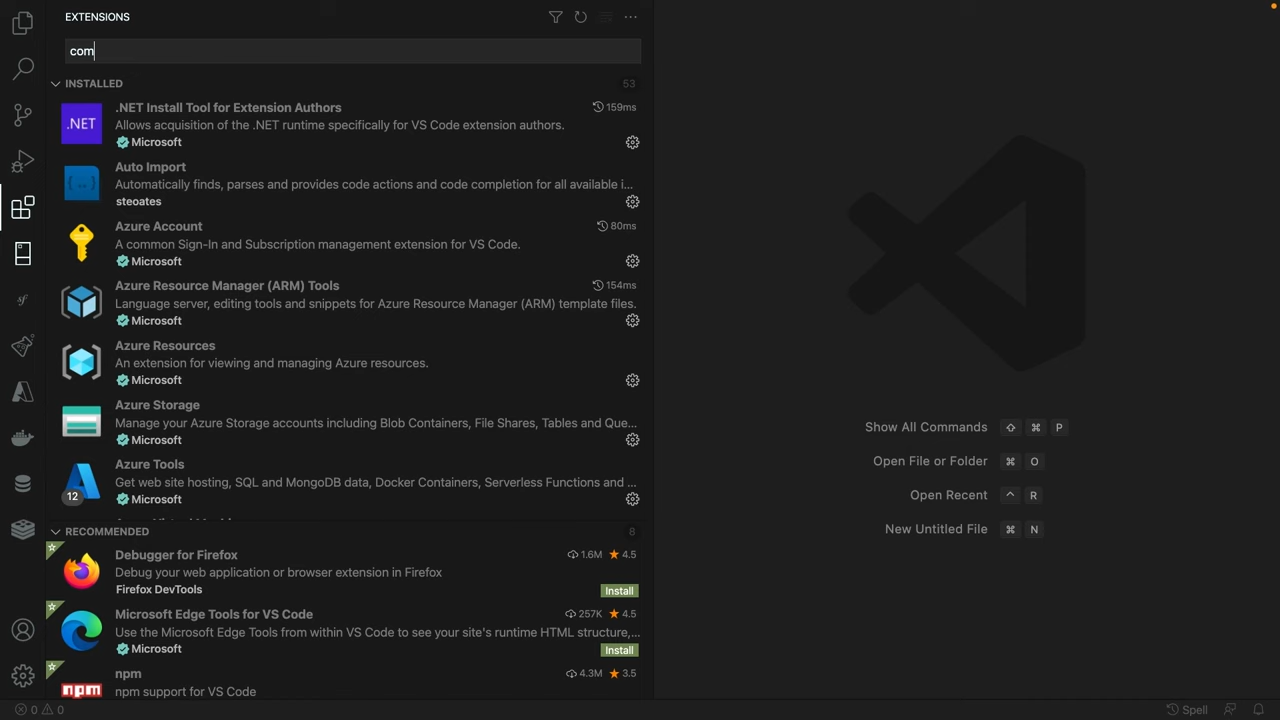 EXTENSIONS
com
INSTALLED 53
.NET
.NET Install Tool for Extension Authors 159ms
Allows acquisition of the .NET runtime specifically for VS Code extension authors.
Microsoft
Auto Import
Automatically finds, parses and provides code actions and code completion for all available i...
steoates
Azure Account 80ms
A common Sign-In and Subscription management extension for VS Code.
Microsoft
Azure Resource Manager (ARM) Tools 154ms
Language server, editing tools and snippets for Azure Resource Manager (ARM) template files.
Microsoft
Azure Resources
An extension for viewing and managing Azure resources.
Microsoft
Azure Storage
Manage your Azure Storage accounts including Blob Containers, File Shares, Tables and Que...
Microsoft
Azure Tools
Get web site hosting, SQL and MongoDB data, Docker Containers, Serverless Functions and ...
12
Microsoft
RECOMMENDED 8
Debugger for Firefox 1.6M 4.5
Debug your web application or browser extension in Firefox
Firefox DevTools Install
Microsoft Edge Tools for VS Code 257K 4.5
Use the Microsoft Edge Tools from within VS Code to see your site's runtime HTML structure,...
Microsoft Install
npm 4.3M 3.5
npm support for VS Code
npm
Show All Commands ⇧ ⌘ P
Open File or Folder ⌘ O
Open Recent ^ R
New Untitled File ⌘ N
0 0
Spell